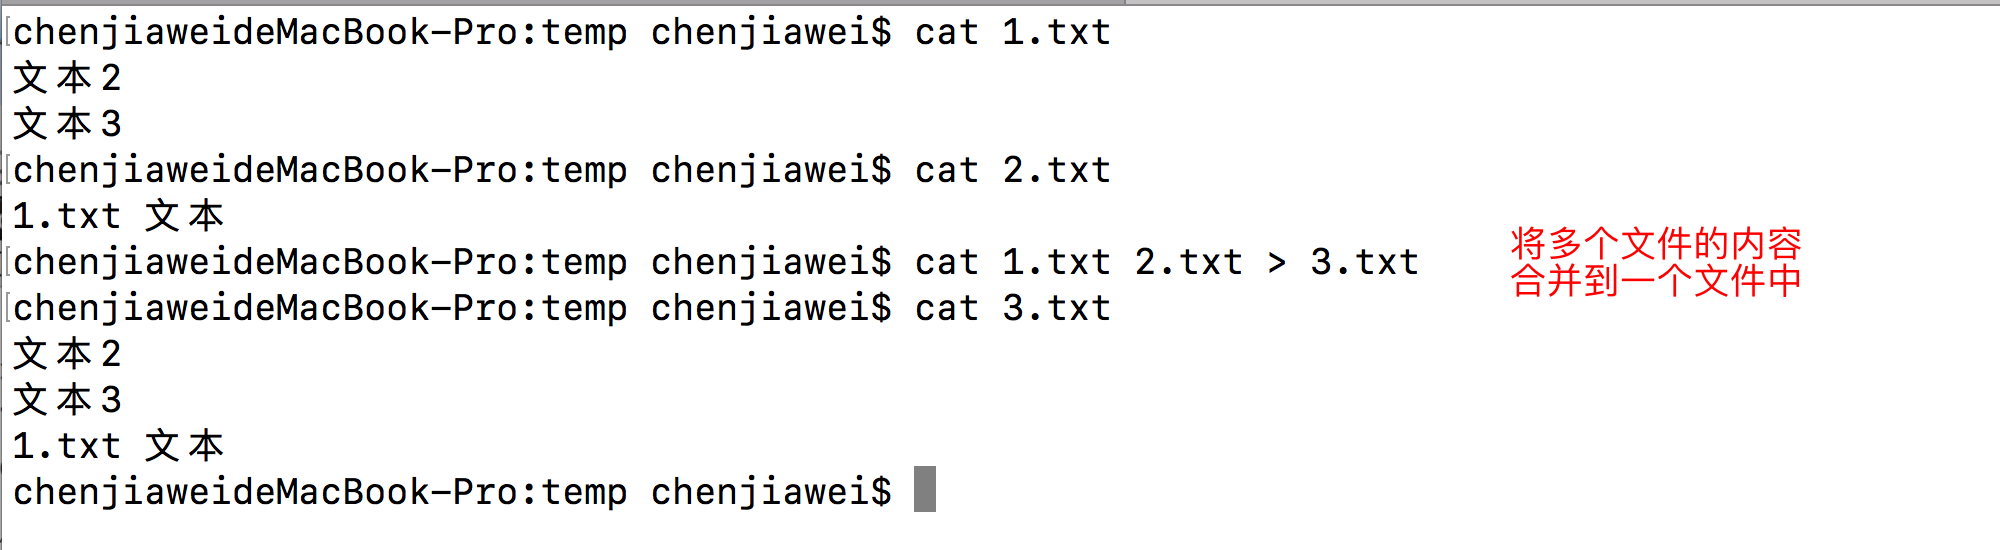 chenjiaweideMacBook-Pro:temp chenjiawei$ cat 1.txt
文本2
文本3
chenjiaweideMacBook-Pro:temp chenjiawei$ cat 2.txt
1.txt 文本
chenjiaweideMacBook-Pro:temp chenjiawei$ cat 1.txt 2.txt > 3.txt
将多个文件的内容
合并到一个文件中
chenjiaweideMacBook-Pro:temp chenjiawei$ cat 3.txt
文本2
文本3
1.txt 文本
chenjiaweideMacBook-Pro:temp chenjiawei$